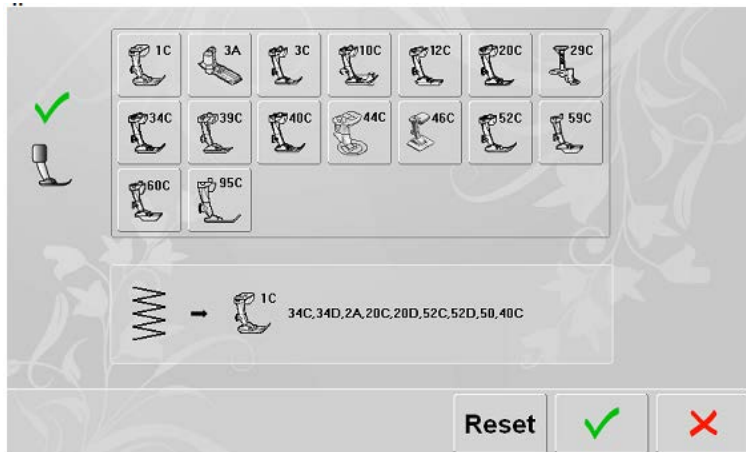 1C 3A 3C 10C 12C 20C 29C
34C 39C 40C 44C 46C 52C 59C
60C 95C
1C
34C,34D,2A,20C,20D,52C,52D,50,40C
Reset